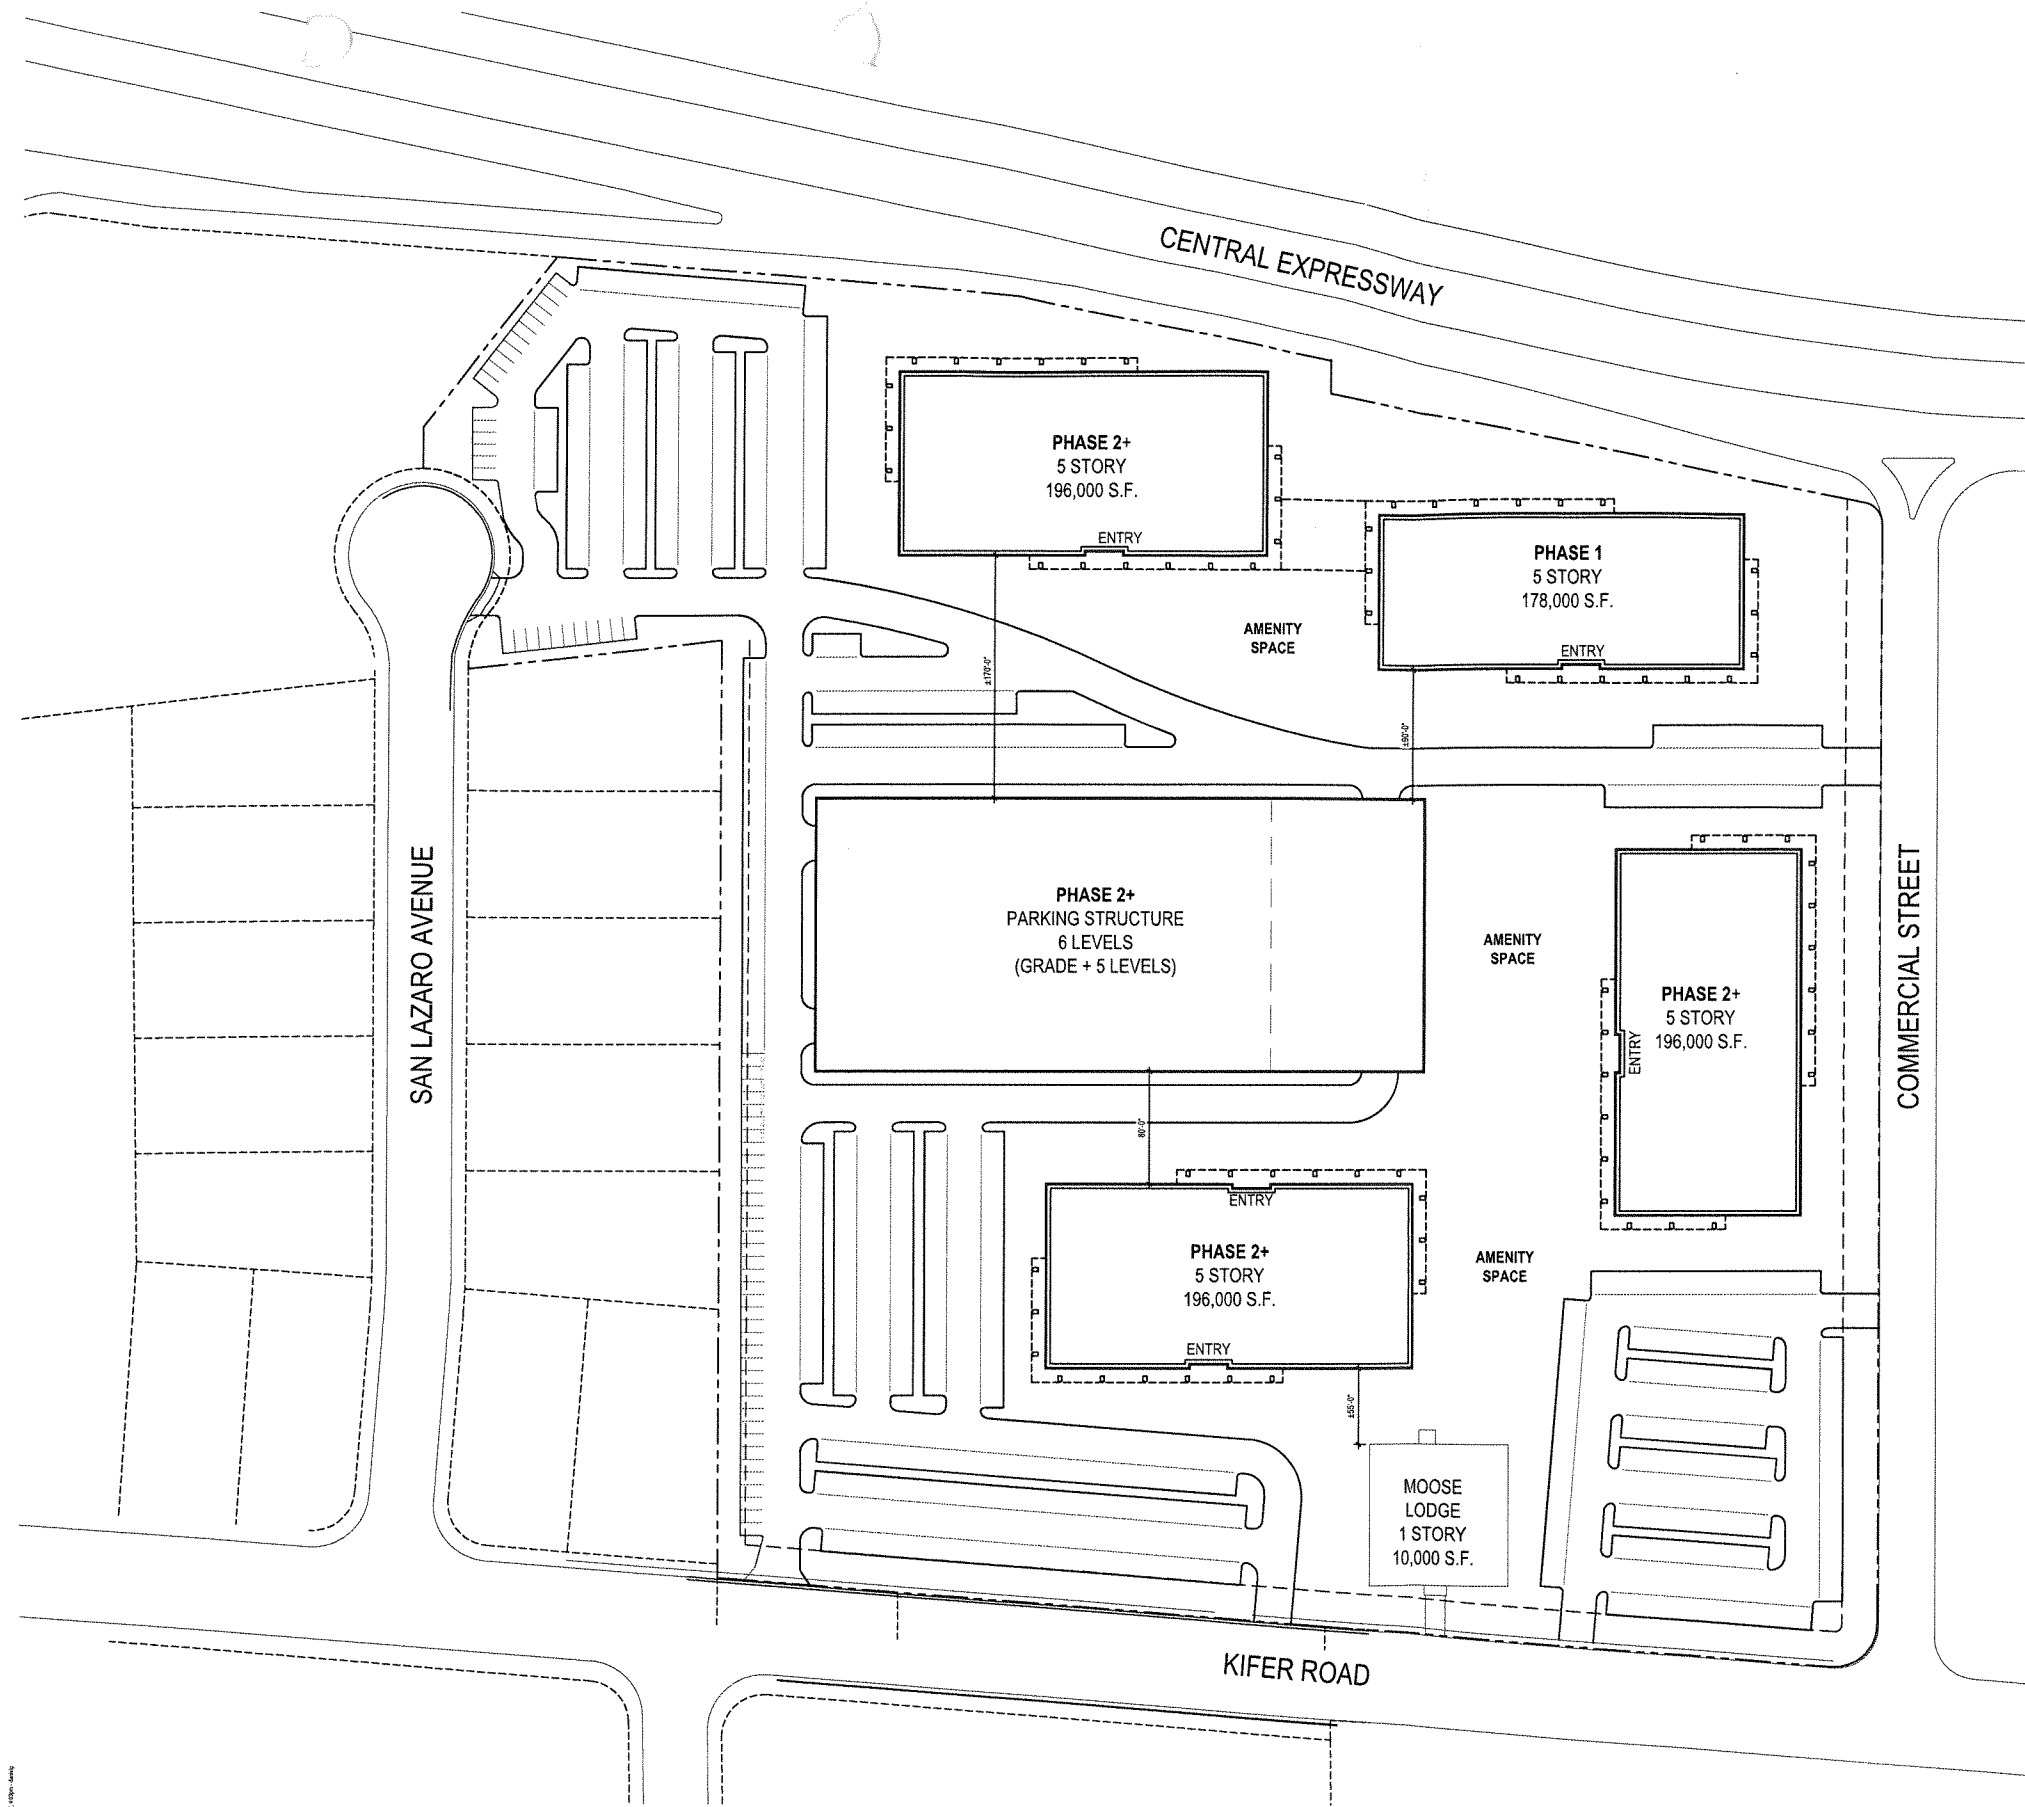 CENTRAL EXPRESSWAY
PHASE 2+
5 STORY
196,000 S.F.
ENTRY
PHASE 1
5 STORY
178,000 S.F.
ENTRY
AMENITY
SPACE
±170'-0"
±90'-0"
SAN LAZARO AVENUE
PHASE 2+
PARKING STRUCTURE
6 LEVELS
(GRADE + 5 LEVELS)
AMENITY
SPACE
PHASE 2+
5 STORY
196,000 S.F.
ENTRY
COMMERCIAL STREET
80'-0"
ENTRY
PHASE 2+
5 STORY
196,000 S.F.
ENTRY
AMENITY
SPACE
±55'-0"
MOOSE
LODGE
1 STORY
10,000 S.F.
KIFER ROAD